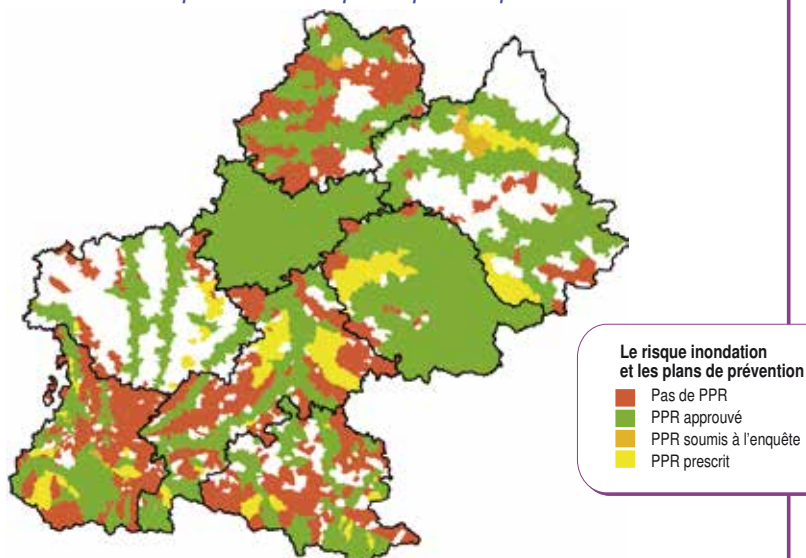 Le risque inondation
et les plans de prévention
Pas de PPR
PPR approuvé
PPR soumis à l'enquête
PPR prescrit